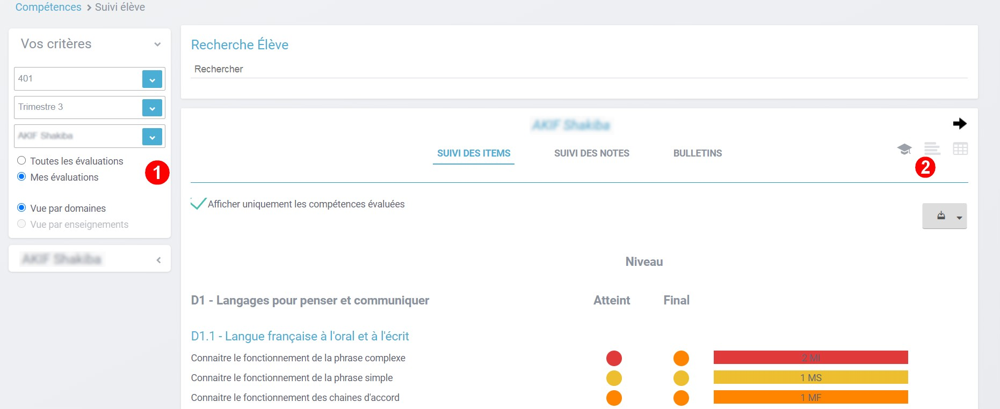 Compétences > Suivi élève
Vos critères
401
Trimestre 3
Toutes les évaluations
Mes évaluations
1
Vue par domaines
Vue par enseignements
Recherche Élève
Rechercher
SUIVI DES ITEMS SUIVI DES NOTES BULLETINS
2
Afficher uniquement les compétences évaluées
Niveau
D1 - Langages pour penser et communiquer Atteint Final
D1.1 - Langue française à l'oral et à l'écrit
Connaitre le fonctionnement de la phrase complexe 2 MI
Connaitre le fonctionnement de la phrase simple 1 MS
Connaitre le fonctionnement des chaines d'accord 1 MF